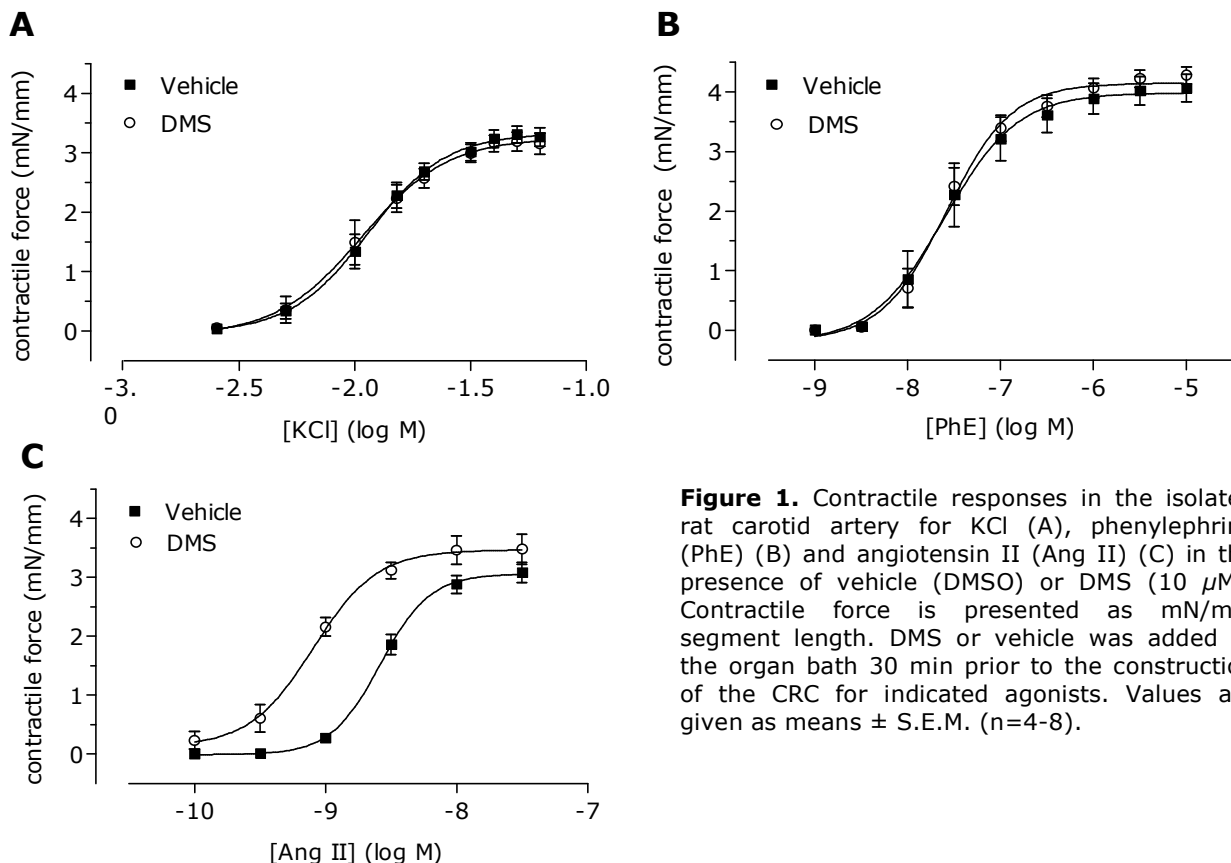 A
contractile force (mN/mm)
4
3
2
1
0
Vehicle
DMS
-3.
0
-2.5
-2.0
-1.5
-1.0
[KCl] (log M)
B
contractile force (mN/mm)
4
3
2
1
0
Vehicle
DMS
-9
-8
-7
-6
-5
[PhE] (log M)
C
contractile force (mN/mm)
4
3
2
1
0
Vehicle
DMS
-10
-9
-8
-7
[Ang II] (log M)
Figure 1. Contractile responses in the isolate
rat carotid artery for KCl (A), phenylephrin
(PhE) (B) and angiotensin II (Ang II) (C) in th
presence of vehicle (DMSO) or DMS (10 µM
Contractile force is presented as mN/m
segment length. DMS or vehicle was added
the organ bath 30 min prior to the constructio
of the CRC for indicated agonists. Values a
given as means ± S.E.M. (n=4-8).